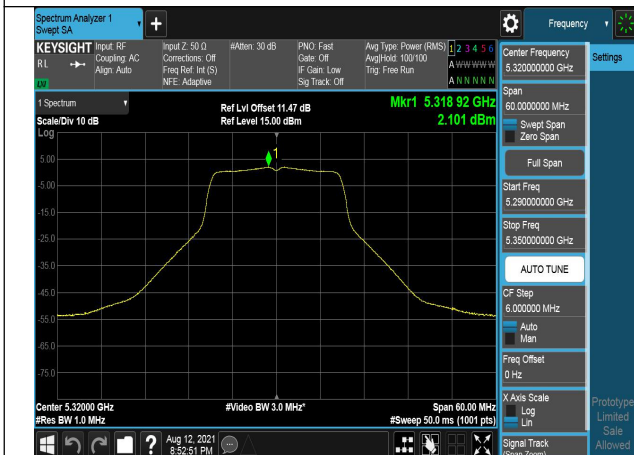 Spectrum Analyzer 1
Swept SA
+
Frequency
KEYSIGHT
RL
Input: RF
Coupling: AC
Align: Auto
Input Z: 50 Ω
Corrections: Off
Freq Ref: Int (S)
NFE: Adaptive
#Atten: 30 dB
PNO: Fast
Gate: Off
IF Gain: Low
Sig Track: Off
Avg Type: Power (RMS)
Avg|Hold: 100/100
Trig: Free Run
1 2 3 4 5 6
A W W W W W
A N N N N N
Center Frequency
5.320000000 GHz
Settings
Span
60.0000000 MHz
Swept Span
Zero Span
Full Span
Start Freq
5.290000000 GHz
Stop Freq
5.350000000 GHz
AUTO TUNE
CF Step
6.000000 MHz
Auto
Man
Freq Offset
0 Hz
X Axis Scale
Log
Lin
Signal Track
(Span Zoom)
1 Spectrum
Scale/Div 10 dB
Log
Ref Lvl Offset 11.47 dB
Ref Level 15.00 dBm
Mkr1 5.318 92 GHz
2.101 dBm
1
5.00
-5.00
-15.0
-25.0
-35.0
-45.0
-55.0
-65.0
-75.0
Center 5.32000 GHz
#Res BW 1.0 MHz
#Video BW 3.0 MHz*
Span 60.00 MHz
#Sweep 50.0 ms (1001 pts)
?
Aug 12, 2021
8:52:51 PM
Prototype
Limited
Sale
Allowed